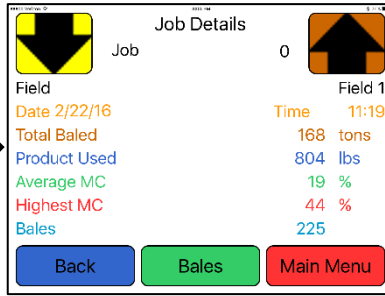 Job Details
Job 0
Field Field 1
Date 2/22/16 Time 11:19
Total Baled 168 tons
Product Used 804 lbs
Average MC 19 %
Highest MC 44 %
Bales 225
Back Bales Main Menu